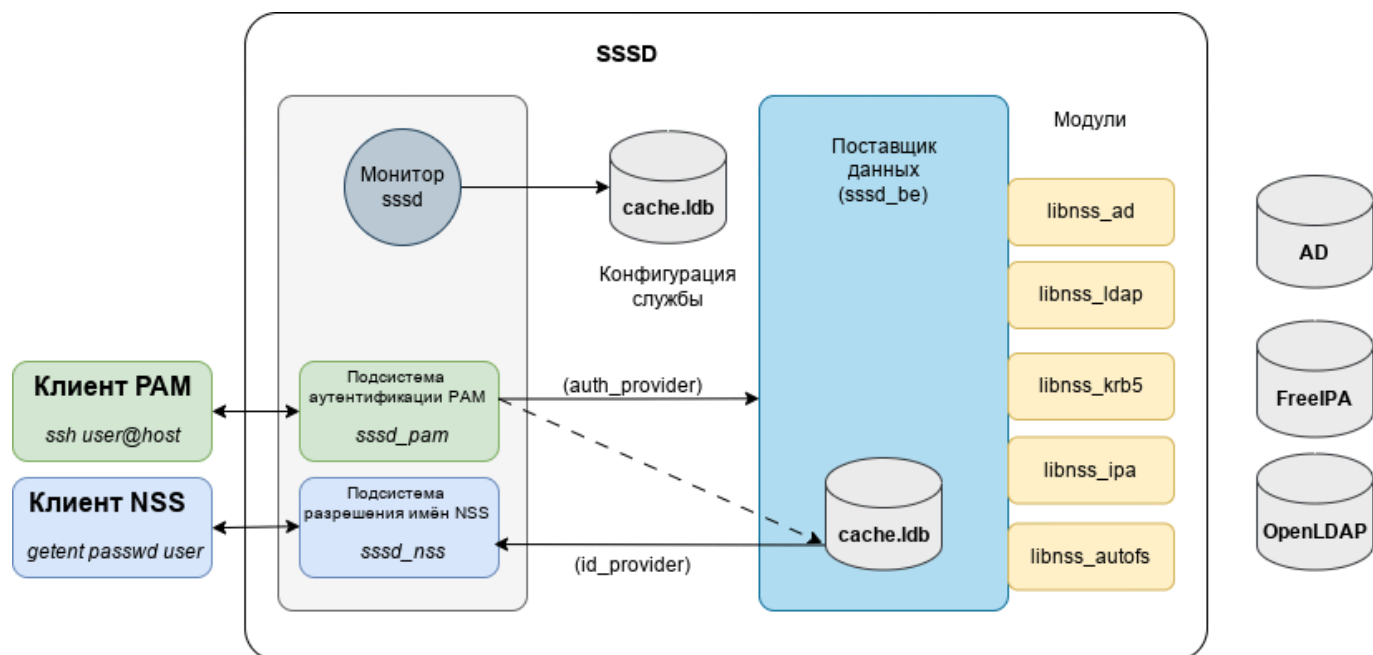 SSSD
Монитор
sssd
cache.ldb
Конфигурация
службы
Поставщик
данных
(sssd_be)
Модули
libnss_ad
libnss_ldap
libnss_krb5
libnss_ipa
libnss_autofs
AD
FreeIPA
OpenLDAP
Клиент PAM
ssh user@host
Подсистема
аутентификации PAM
sssd_pam
(auth_provider)
Клиент NSS
getent passwd user
Подсистема
разрешения имён NSS
sssd_nss
(id_provider)
cache.ldb